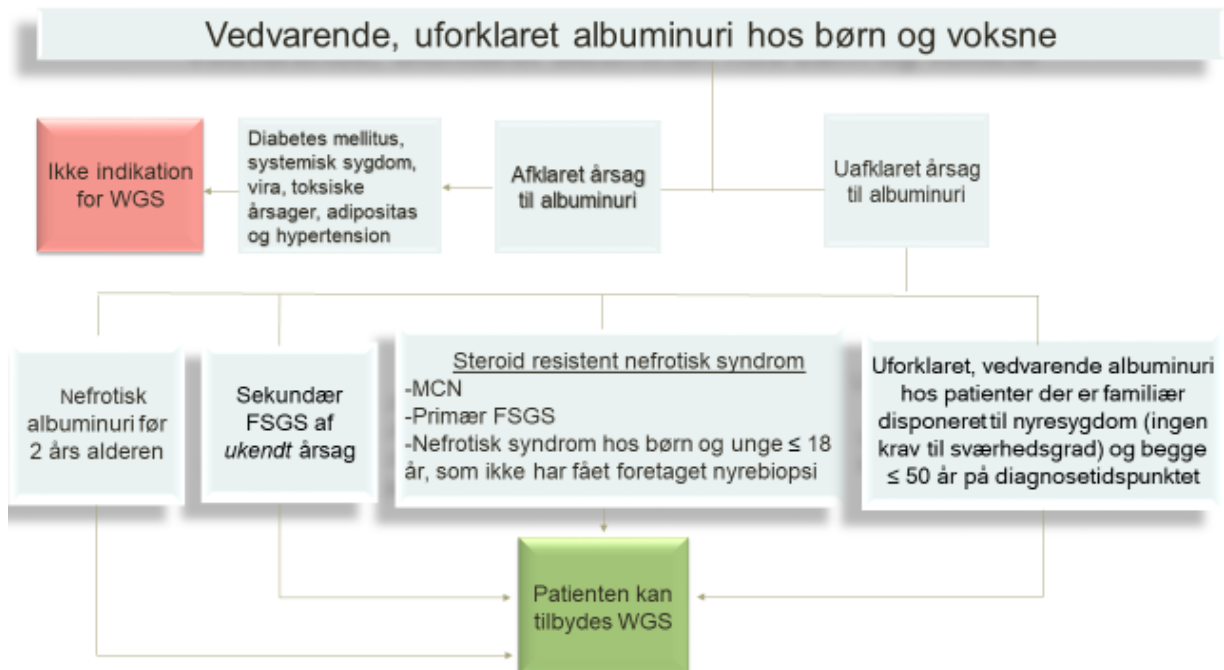 Vedvarende, uforklaret albuminuri hos børn og voksne
Ikke indikation
for WGS
Diabetes mellitus,
systemisk sygdom,
vira, toksiske
årsager, adipositas
og hypertension
Afklaret årsag
til albuminuri
Uafklaret årsag
til albuminuri
Nefrotisk
albuminuri før
2 års alderen
Sekundær
FSGS af
ukendt årsag
Steroid resistent nefrotisk syndrom
-MCN
-Primær FSGS
-Nefrotisk syndrom hos børn og unge ≤ 18
år, som ikke har fået foretaget nyrebiopsi
Uforklaret, vedvarende albuminuri
hos patienter der er familiær
disponeret til nyresygdom (ingen
krav til sværhedsgrad) og begge
≤ 50 år på diagnosetidspunktet
Patienten kan
tilbydes WGS